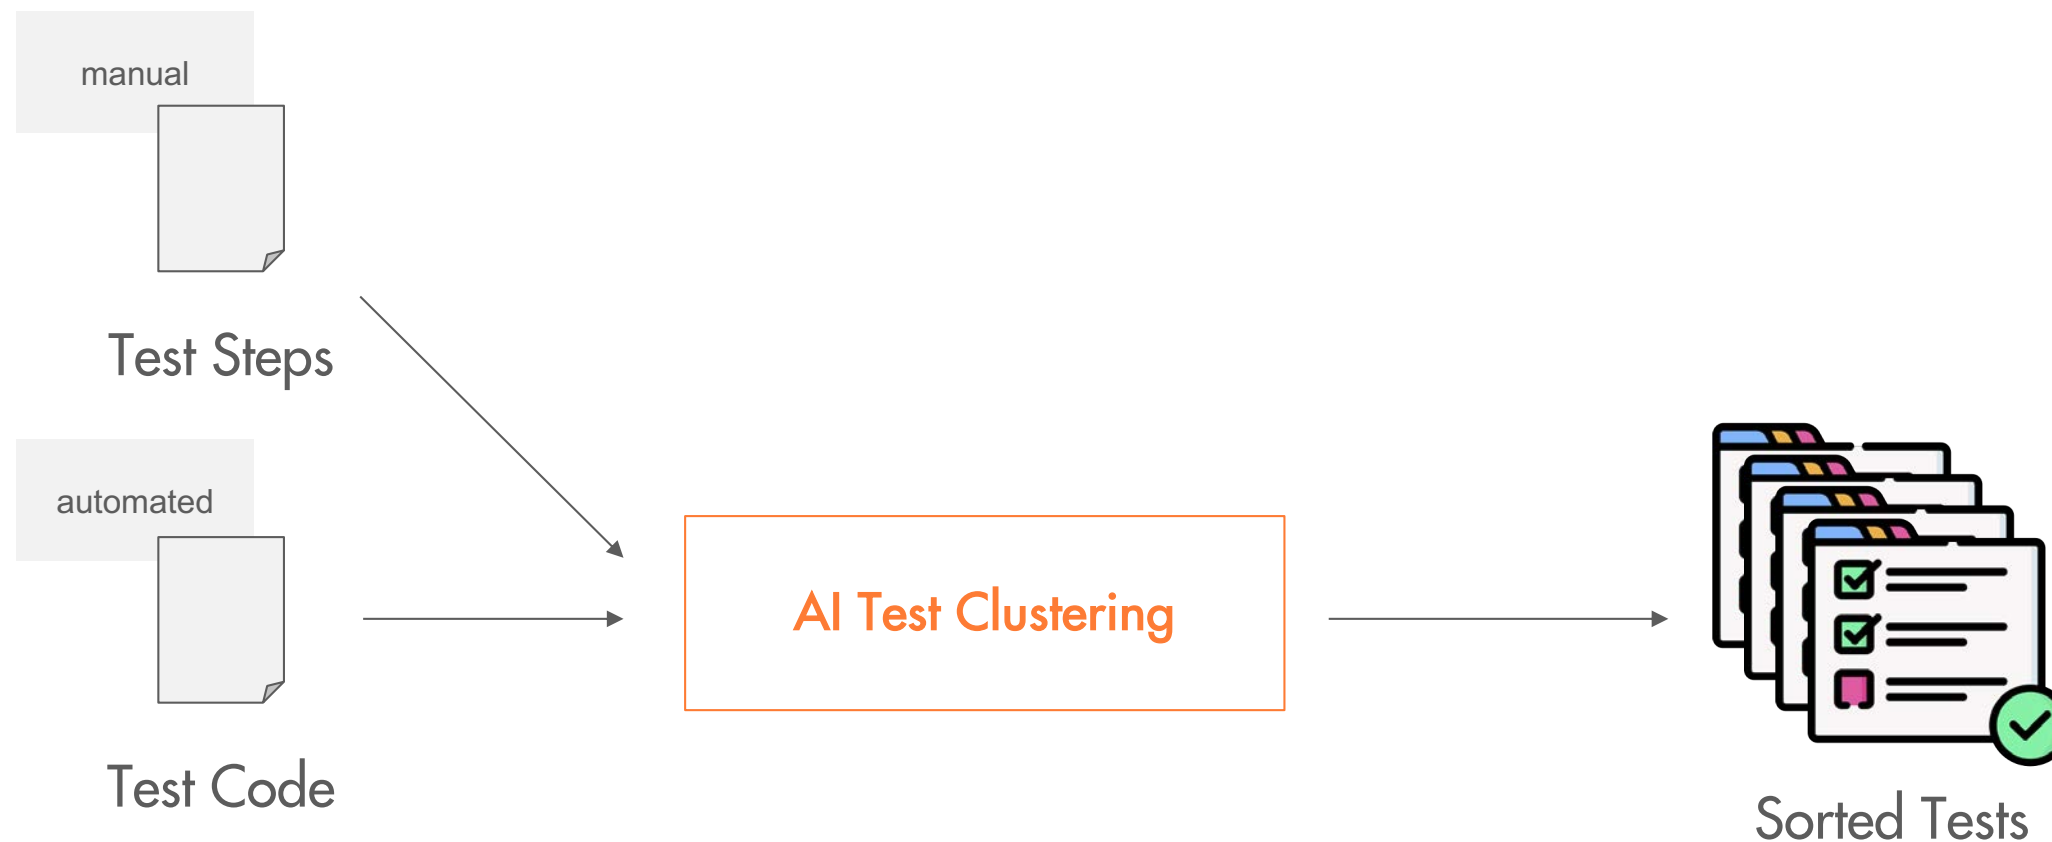 manual
Test Steps
automated
Test Code
AI Test Clustering
Sorted Tests